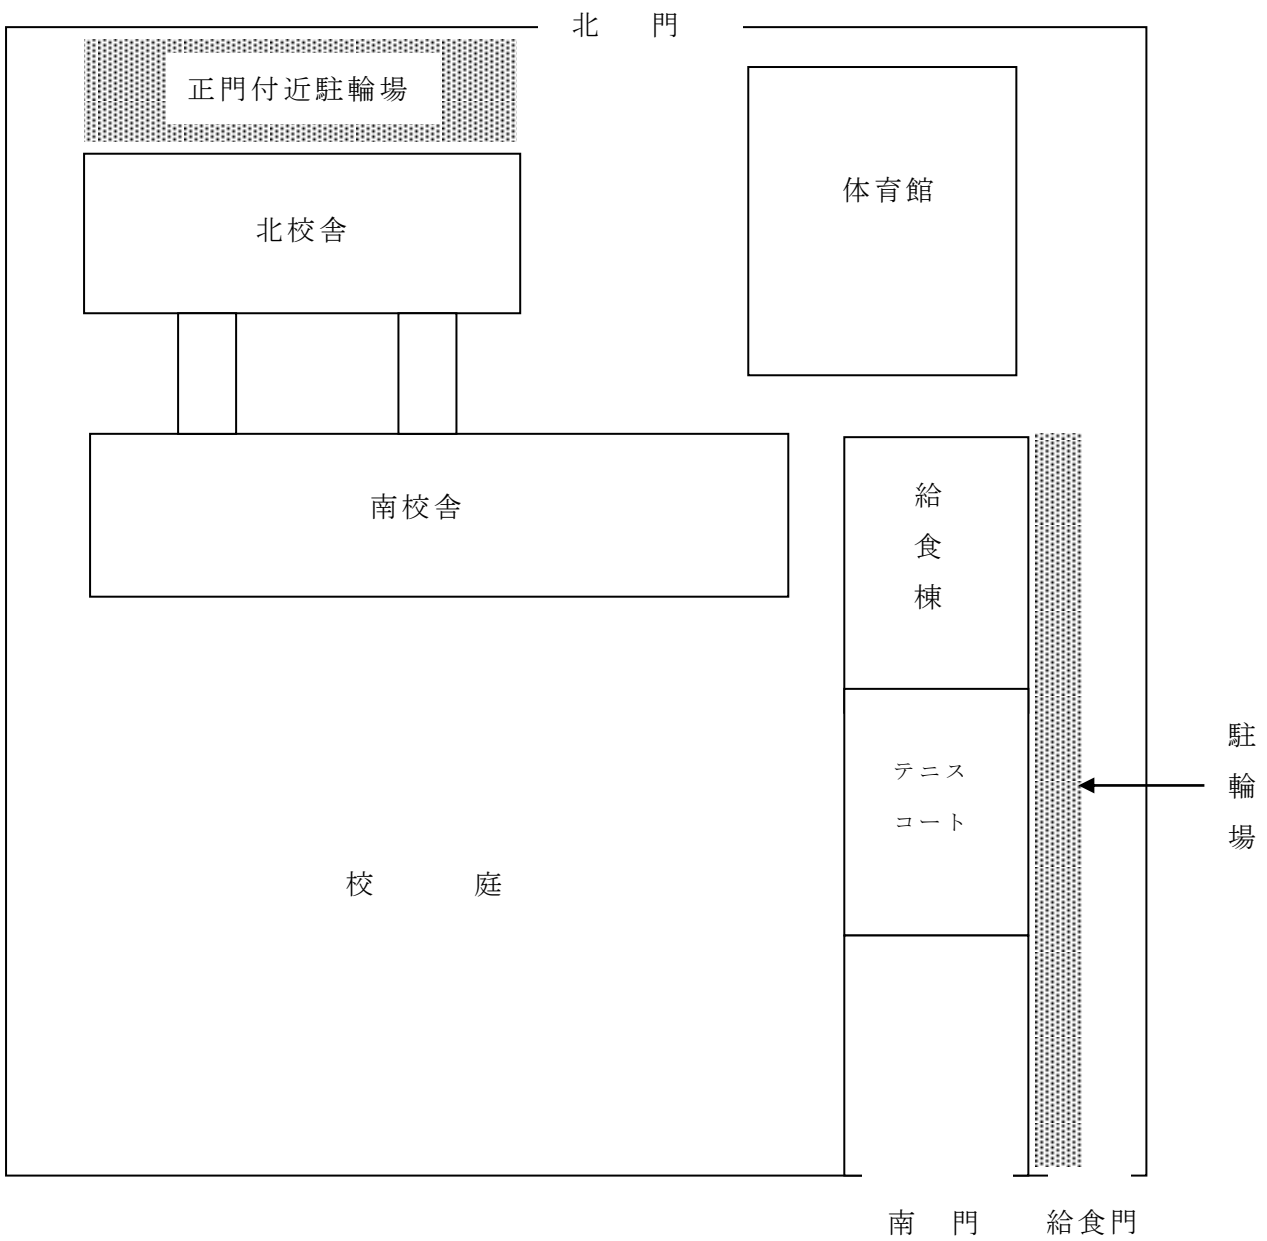 北　門
正門付近駐輪場
体育館
北校舎
南校舎
給食棟
テニス
コート
駐輪場
校　庭
南　門
給食門